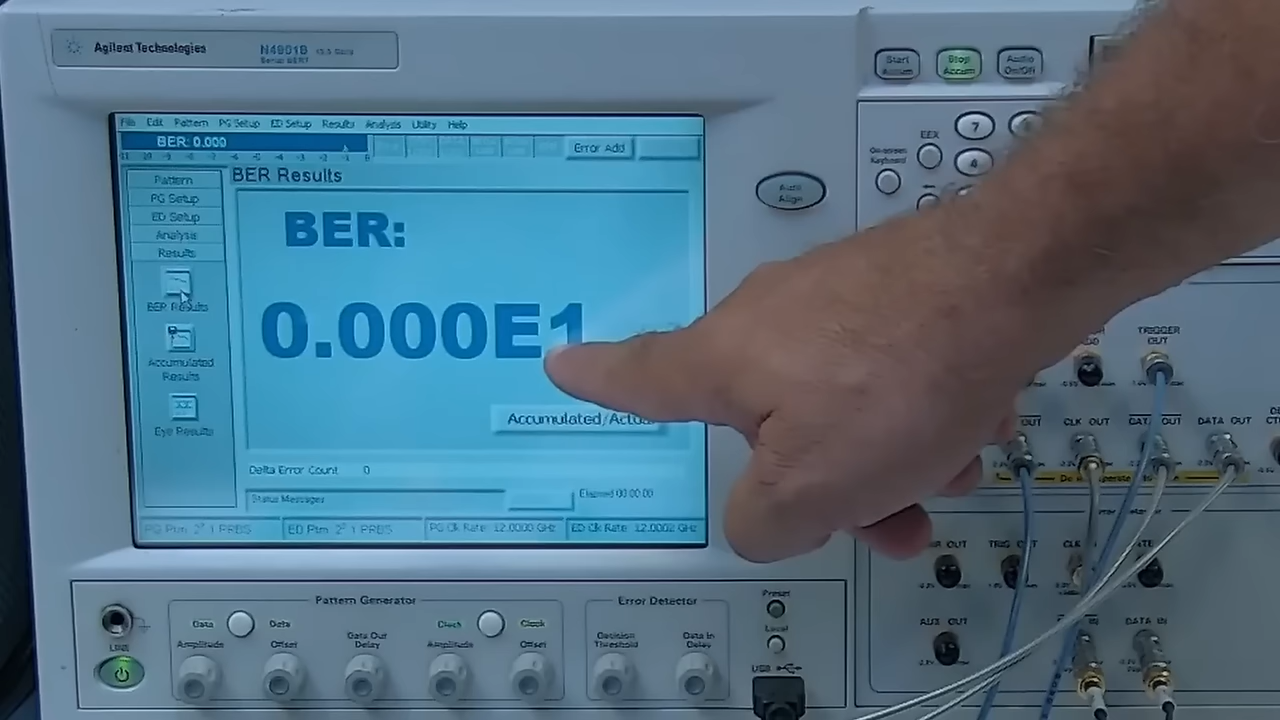 Agilent Technologies
N4901B
Serial BERT
Start
Accum
Stop
Accum
Audio
On/Off
File Edit Pattern PG Setup ED Setup Results Analysis Utility Help
BER: 0.000
Error Add
Pattern
PG Setup
ED Setup
Analysis
Results
BER Results
Accumulated
Results
Eye Results
BER Results
BER:
0.000E1
Accumulated/Actual
Delta Error Count 0
Status Messages
Elapsed 00:00:00
PG Clk Rate: 12.0000 GHz
ED Clk Rate: 12.0002 GHz
Auto
Align
EEX
7
On-screen
Keyboard
4
TRIGGER
OUT
OUT
CLK OUT
DATA OUT
DATA OUT
AUX OUT
DATA IN
Pattern Generator
Data
Data
Clock
Clock
Amplitude
Offset
Data Out
Delay
Amplitude
Offset
Error Detector
Decision
Threshold
Data In
Delay
Preset
Local
USB
LINE